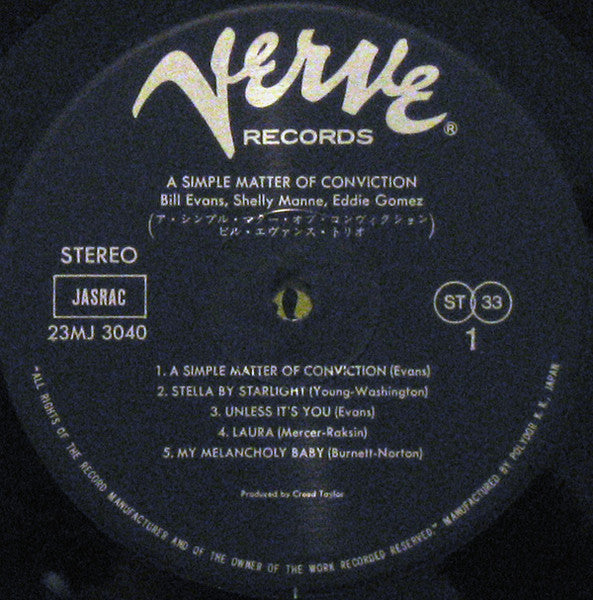 Verve®
RECORDS
A SIMPLE MATTER OF CONVICTION
Bill Evans, Shelly Manne, Eddie Gomez
(ア・シンプル・マター・オブ・コンヴィクション
ビル・エヴァンス・トリオ)
STEREO
JASRAC
23MJ 3040
ST 33
1
1. A SIMPLE MATTER OF CONVICTION (Evans)
2. STELLA BY STARLIGHT (Young-Washington)
3. UNLESS IT'S YOU (Evans)
4. LAURA (Mercer-Raksin)
5. MY MELANCHOLY BABY (Burnett-Norton)
Produced by Creed Taylor
"ALL RIGHTS OF THE RECORD MANUFACTURER AND OF THE OWNER OF THE WORK RECORDED RESERVED." MANUFACTURED BY POLYDOR K. K., JAPAN